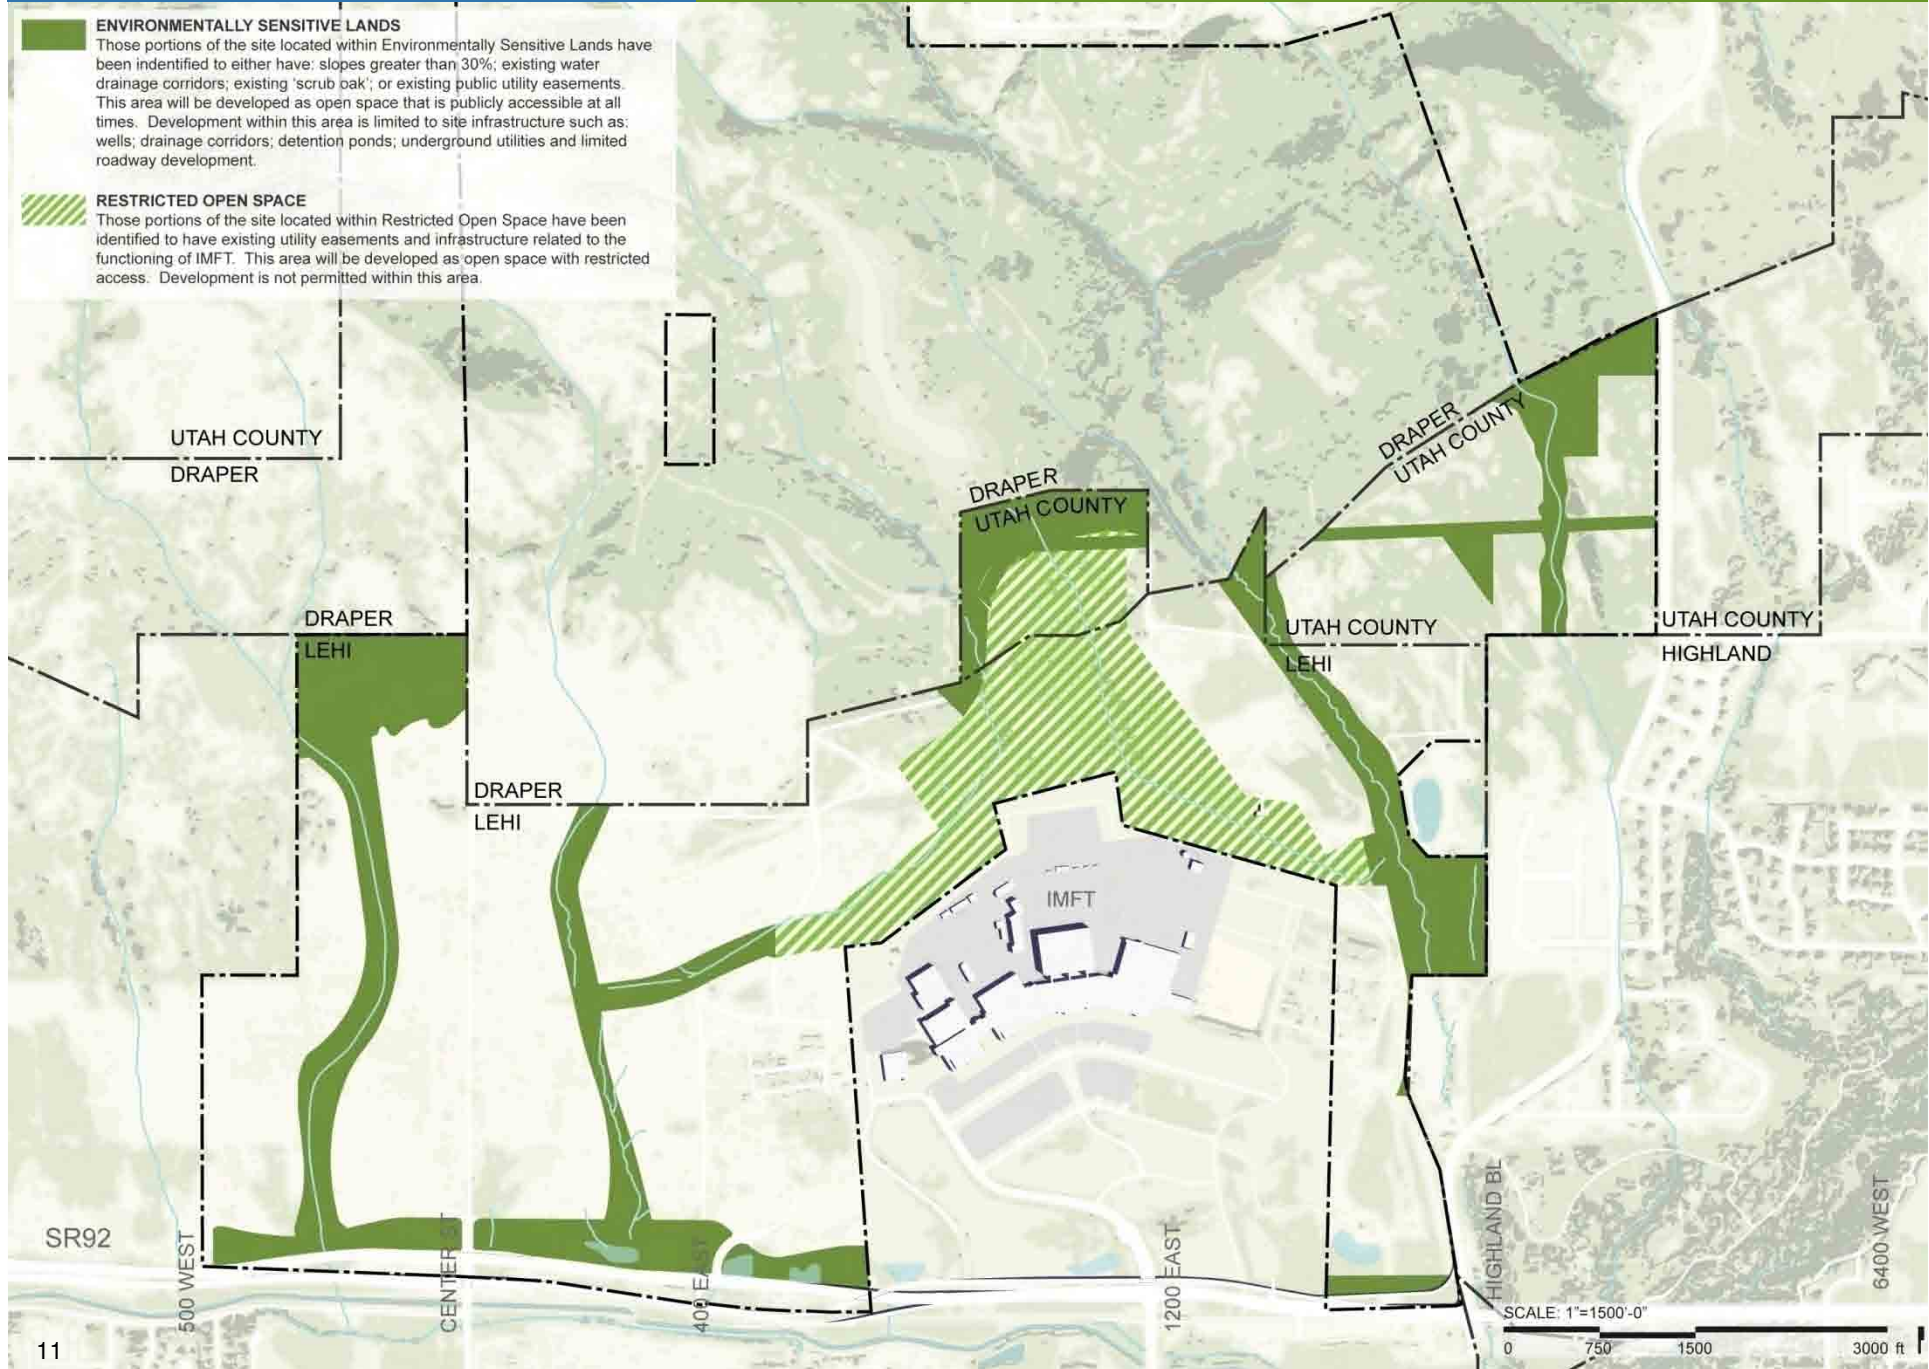 ENVIRONMENTALLY SENSITIVE LANDS
Those portions of the site located within Environmentally Sensitive Lands have
been indentified to either have: slopes greater than 30%; existing water
drainage corridors; existing 'scrub oak'; or existing public utility easements.
This area will be developed as open space that is publicly accessible at all
times. Development within this area is limited to site infrastructure such as:
wells; drainage corridors; detention ponds; underground utilities and limited
roadway development.
RESTRICTED OPEN SPACE
Those portions of the site located within Restricted Open Space have been
identified to have existing utility easements and infrastructure related to the
functioning of IMFT. This area will be developed as open space with restricted
access. Development is not permitted within this area.
UTAH COUNTY
DRAPER
DRAPER
UTAH COUNTY
DRAPER
UTAH COUNTY
DRAPER
LEHI
UTAH COUNTY
LEHI
UTAH COUNTY
HIGHLAND
DRAPER
LEHI
IMFT
SR92
500 WEST
CENTER ST
400 EAST
1200 EAST
HIGHLAND BL
6400 WEST
SCALE: 1"=1500'-0"
0 750 1500 3000 ft
11